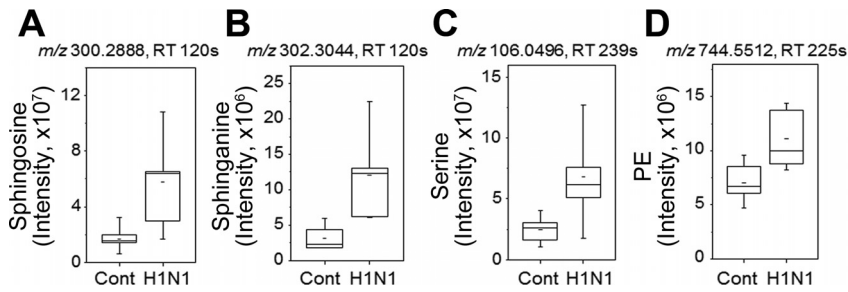 A
m/z 300.2888, RT 120s
Sphingosine
(Intensity, x10⁷)
12
8
4
0
Cont H1N1
B
m/z 302.3044, RT 120s
Sphinganine
(Intensity, x10⁶)
25
20
15
10
5
0
Cont H1N1
C
m/z 106.0496, RT 239s
Serine
(Intensity, x10⁷)
15
10
5
0
Cont H1N1
D
m/z 744.5512, RT 225s
PE
(Intensity, x10⁶)
15
10
5
0
Cont H1N1